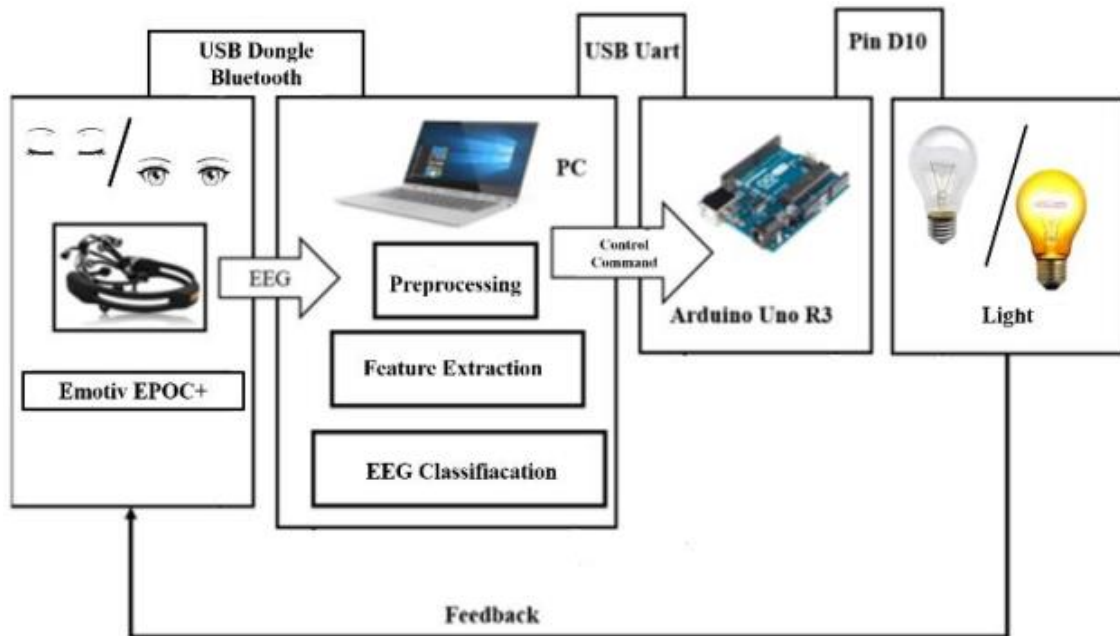 USB Dongle
Bluetooth
USB Uart
Pin D10
PC
EEG
Preprocessing
Control
Command
Feature Extraction
Arduino Uno R3
Light
Emotiv EPOC+
EEG Classifiacation
Feedback